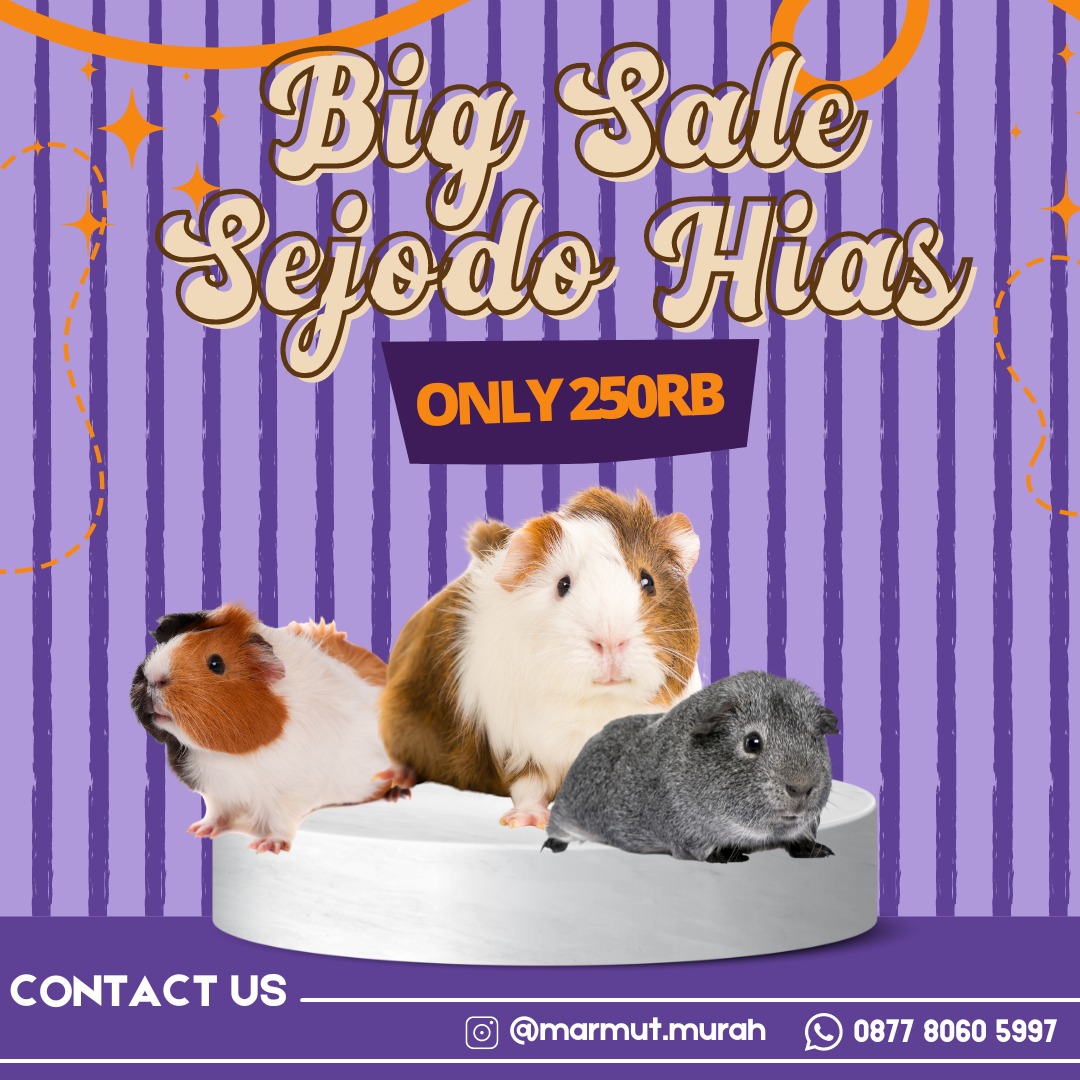 Big Sale
Sejodo Hias
ONLY 250RB
CONTACT US
@marmut.murah
0877 8060 5997